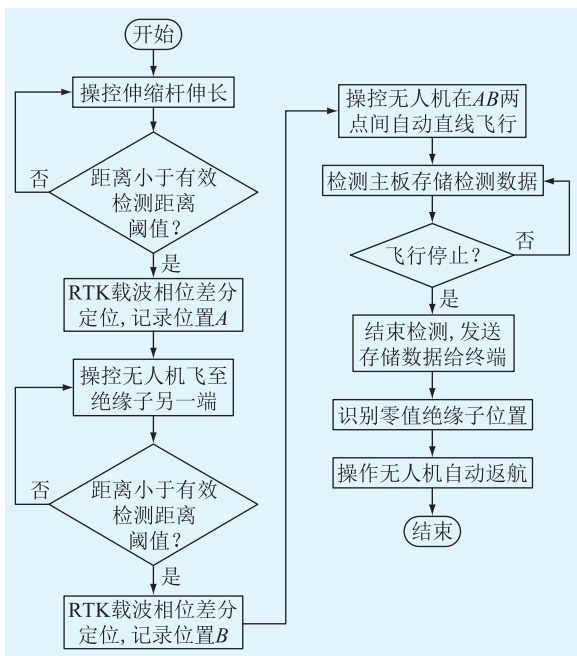 开始
操控伸缩杆伸长
否
距离小于有效
检测距离
阈值？
是
RTK载波相位差分
定位,记录位置A
操控无人机飞至
绝缘子另一端
否
距离小于有效
检测距离
阈值？
是
RTK载波相位差分
定位,记录位置B
操控无人机在AB两
点间自动直线飞行
检测主板存储检测数据
飞行停止？
否
是
结束检测,发送
存储数据给终端
识别零值绝缘子位置
操作无人机自动返航
结束